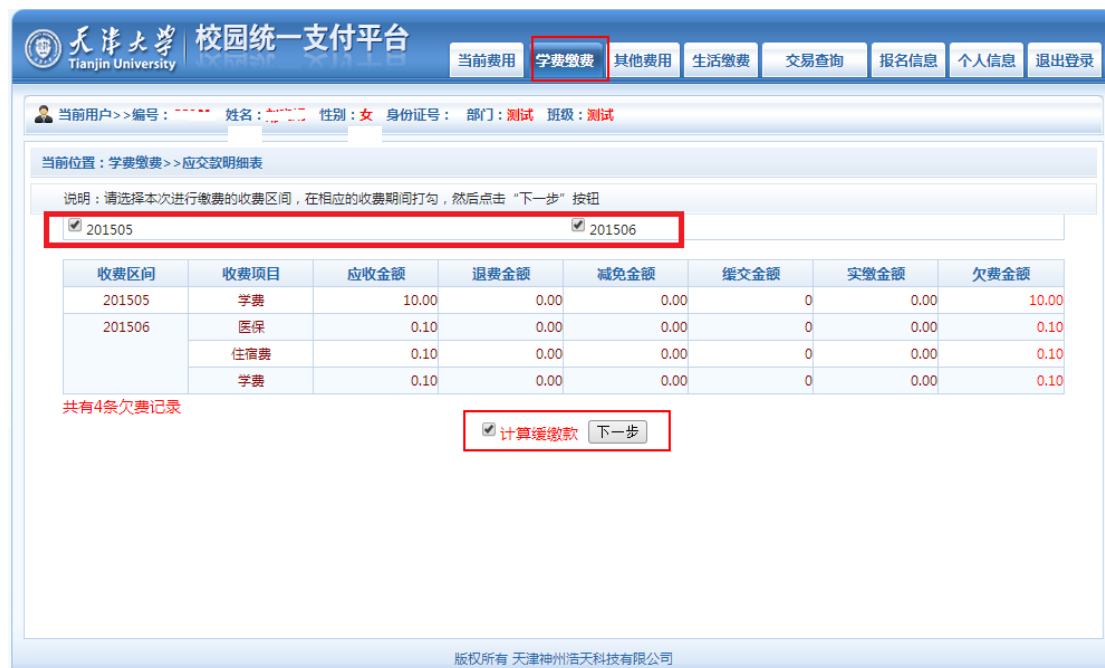 天津大学 校园统一支付平台
Tianjin University
当前费用 学费缴费 其他费用 生活缴费 交易查询 报名信息 个人信息 退出登录
当前用户>>编号： 姓名： 性别：女 身份证号： 部门：测试 班级：测试
当前位置：学费缴费>>应交款明细表
说明：请选择本次进行缴费的收费区间，在相应的收费期间打勾，然后点击“下一步”按钮
201505 201506
收费区间 收费项目 应收金额 退费金额 减免金额 缓交金额 实缴金额 欠费金额
201505 学费 10.00 0.00 0.00 0 0.00 10.00
201506 医保 0.10 0.00 0.00 0 0.00 0.10
住宿费 0.10 0.00 0.00 0 0.00 0.10
学费 0.10 0.00 0.00 0 0.00 0.10
共有4条欠费记录
计算缓缴款 下一步
版权所有 天津神州浩天科技有限公司